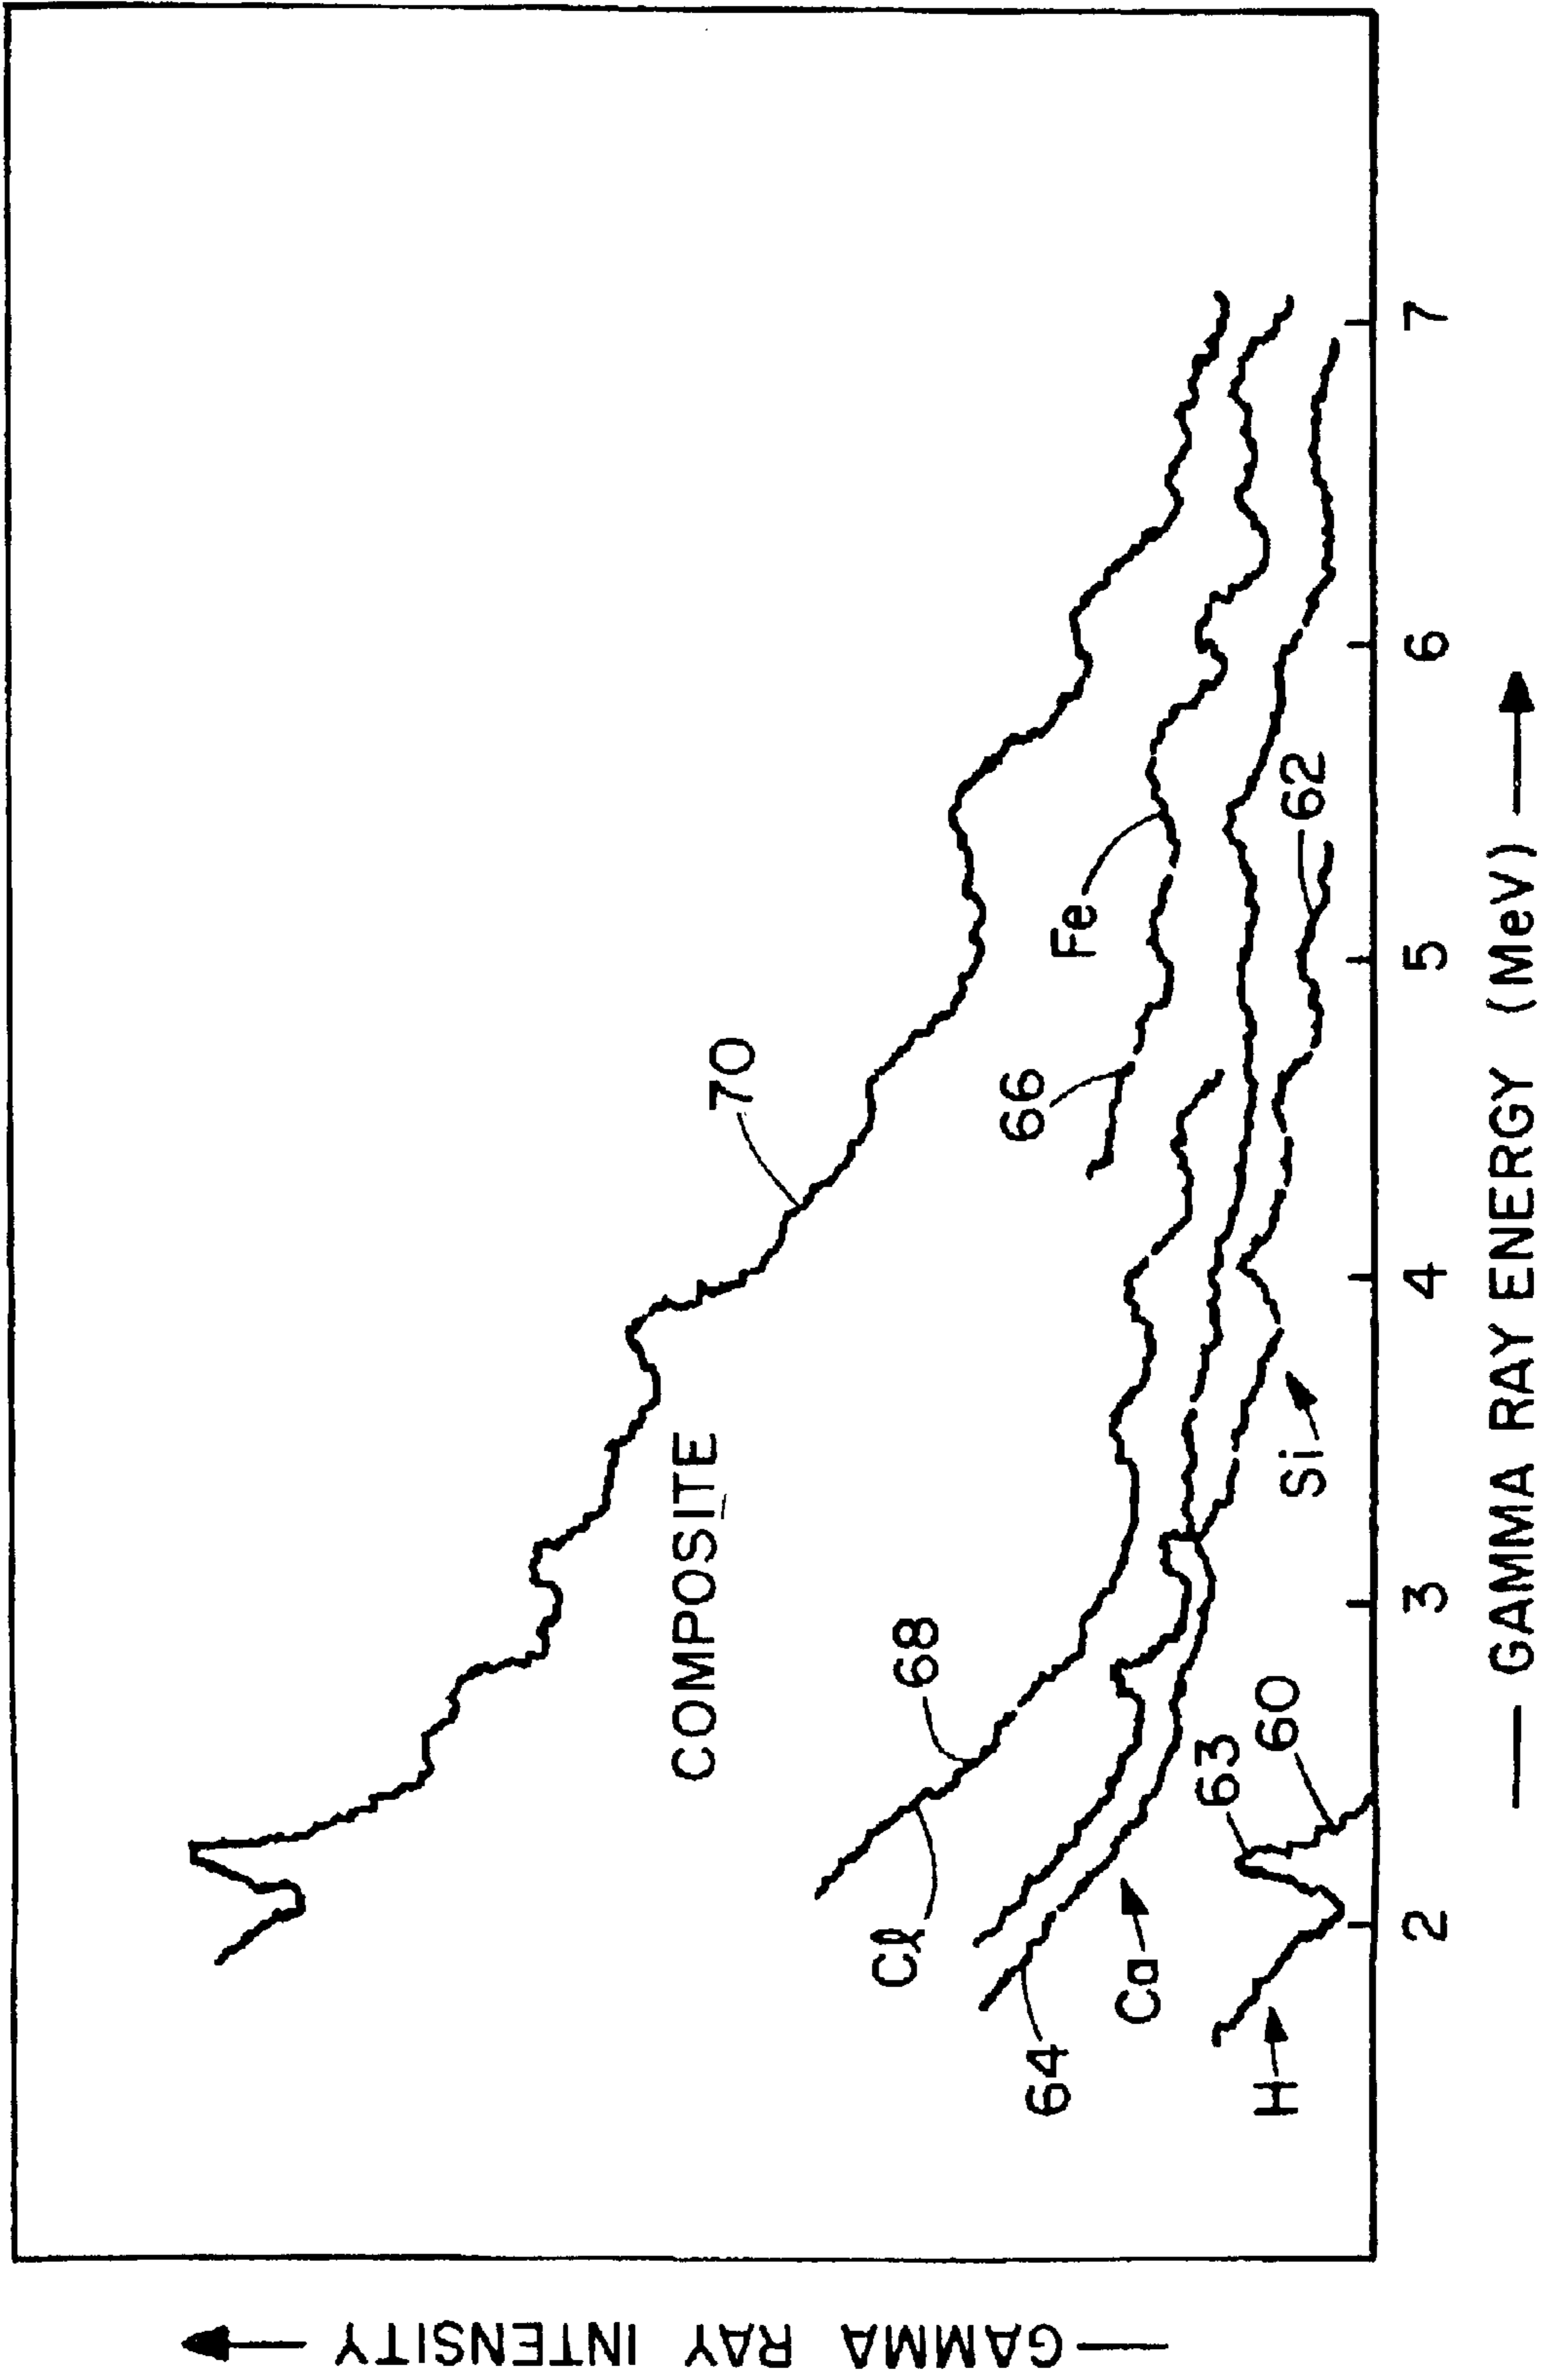 GAMMA RAY INTENSITY
COMPOSITE
70
68
Cl
66
Fe
64
Ca
H
63
60
Si
62
2 3 4 5 6 7
GAMMA RAY ENERGY (MeV)